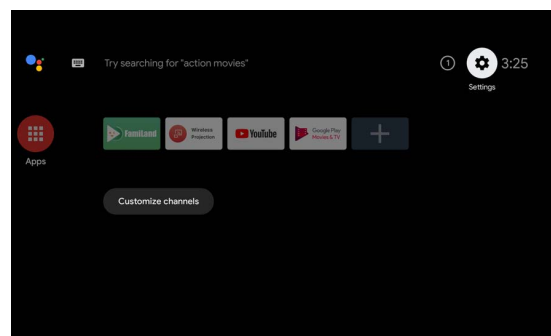 Try searching for "action movies"
1
3:25
Settings
Familand
Wireless
Projection
YouTube
Google Play
Movies & TV
Apps
Customize channels